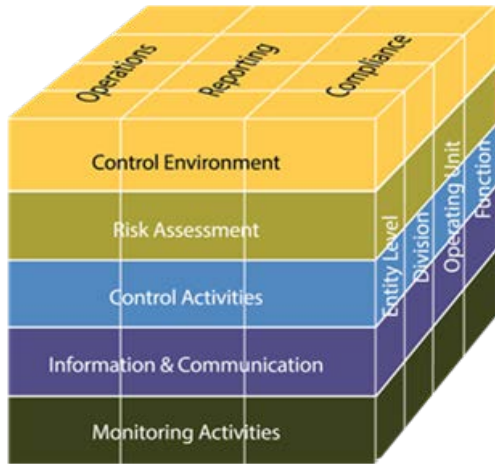 Operations
Reporting
Compliance
Control Environment
Risk Assessment
Control Activities
Information & Communication
Monitoring Activities
Entity Level
Division
Operating Unit
Function